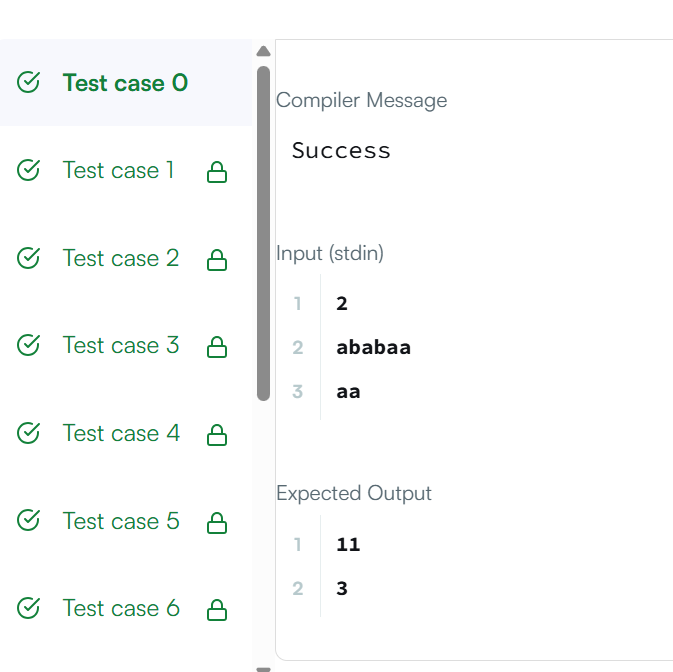 Test case 0
Test case 1
Test case 2
Test case 3
Test case 4
Test case 5
Test case 6
Compiler Message
Success
Input (stdin)
1 2
2 ababaa
3 aa
Expected Output
1 11
2 3